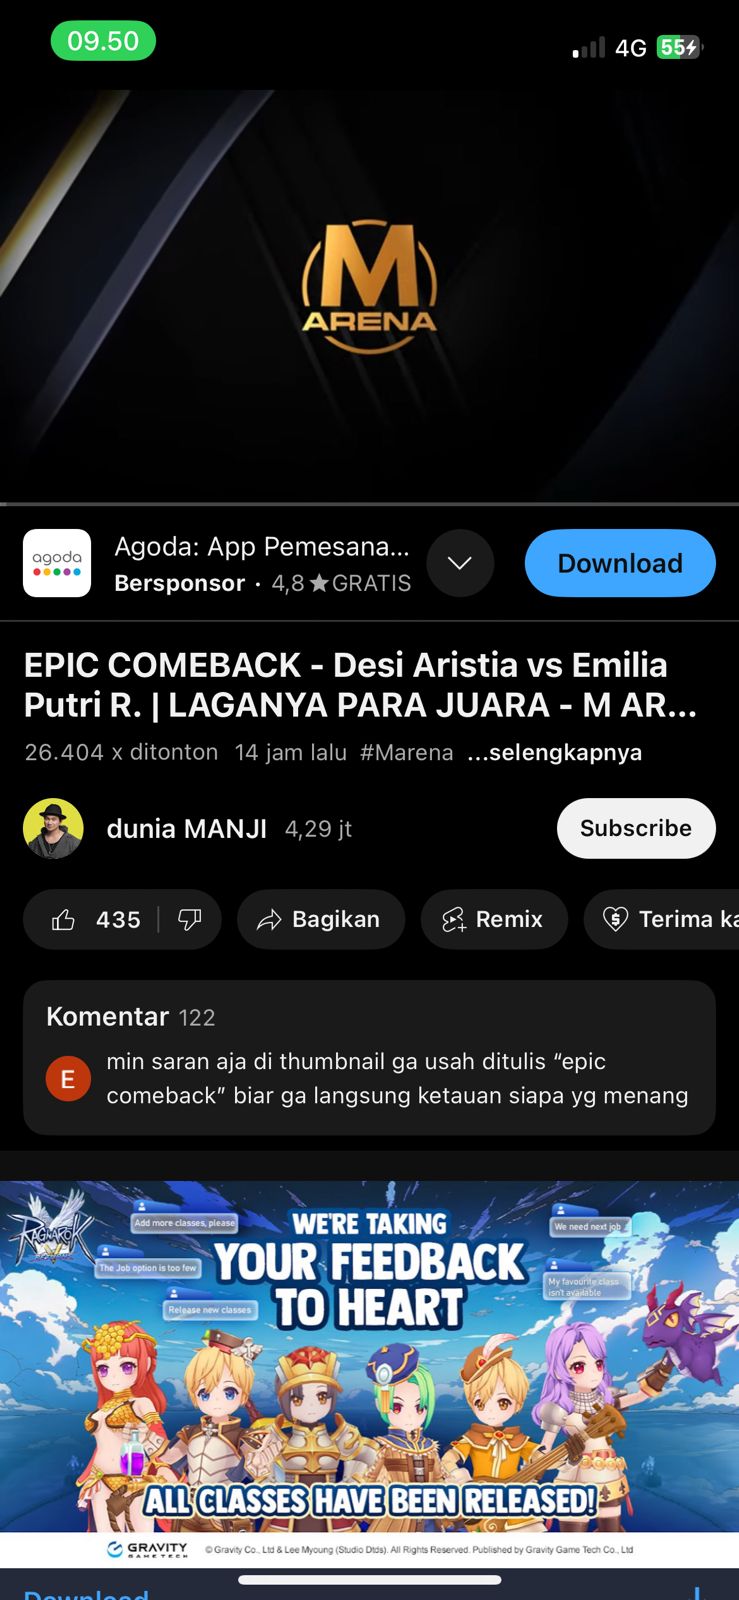 09.50
4G 55
M
ARENA
agoda
Agoda: App Pemesana...
Bersponsor · 4,8 ★ GRATIS
Download
EPIC COMEBACK - Desi Aristia vs Emilia
Putri R. | LAGANYA PARA JUARA - M AR...
26.404 x ditonton 14 jam lalu #Marena ...selengkapnya
dunia MANJI 4,29 jt
Subscribe
435
Bagikan
Remix
Terima ka
Komentar 122
E
min saran aja di thumbnail ga usah ditulis “epic
comeback” biar ga langsung ketauan siapa yg menang
RAGNAROK
Add more classes, please
The Job option is too few
Release new classes
WE'RE TAKING
YOUR FEEDBACK
TO HEART
We need next job
My favourite class
isn't available
ALL CLASSES HAVE BEEN RELEASED!
GRAVITY
GAME TECH
© Gravity Co., Ltd & Lee Myoung (Studio Dtds). All Rights Reserved. Published by Gravity Game Tech Co., Ltd
Download